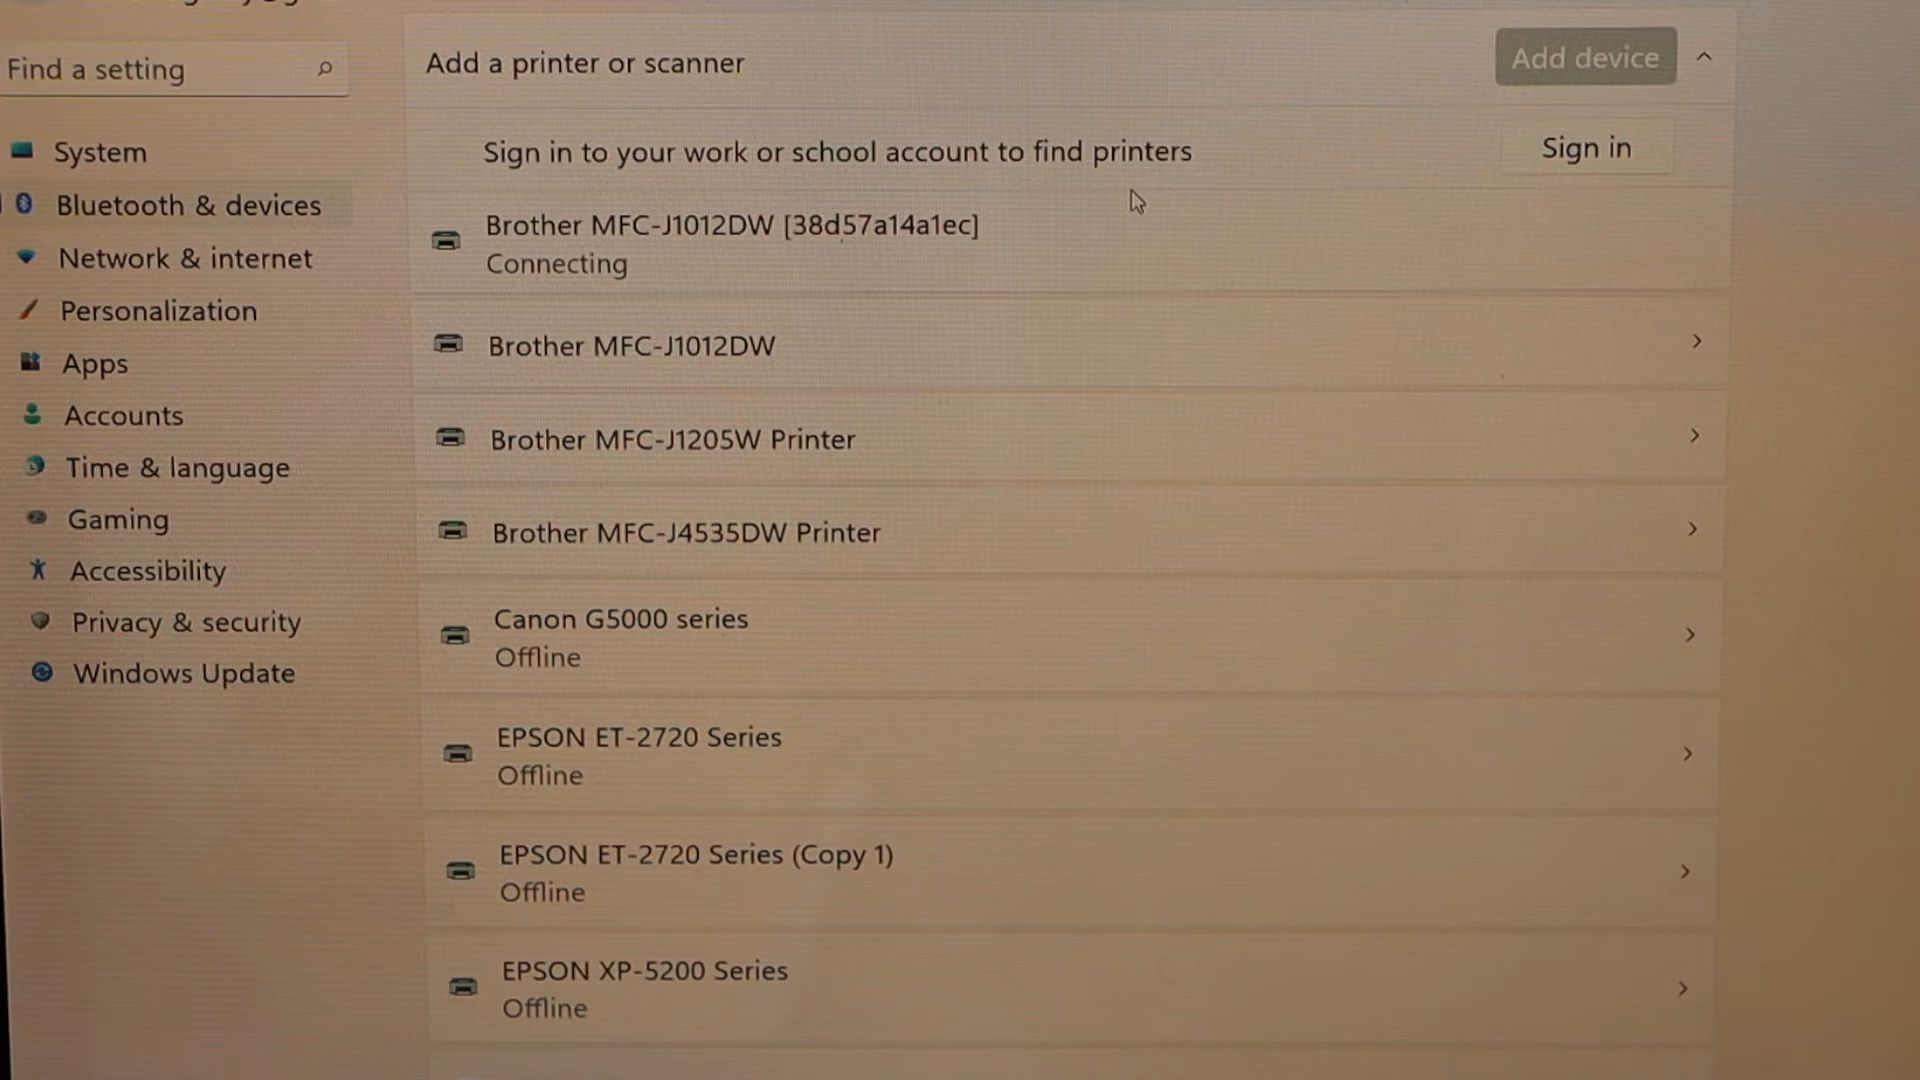 Find a setting
System
Bluetooth & devices
Network & internet
Personalization
Apps
Accounts
Time & language
Gaming
Accessibility
Privacy & security
Windows Update
Add a printer or scanner
Add device
Sign in to your work or school account to find printers
Sign in
Brother MFC-J1012DW [38d57a14a1ec]
Connecting
Brother MFC-J1012DW
Brother MFC-J1205W Printer
Brother MFC-J4535DW Printer
Canon G5000 series
Offline
EPSON ET-2720 Series
Offline
EPSON ET-2720 Series (Copy 1)
Offline
EPSON XP-5200 Series
Offline